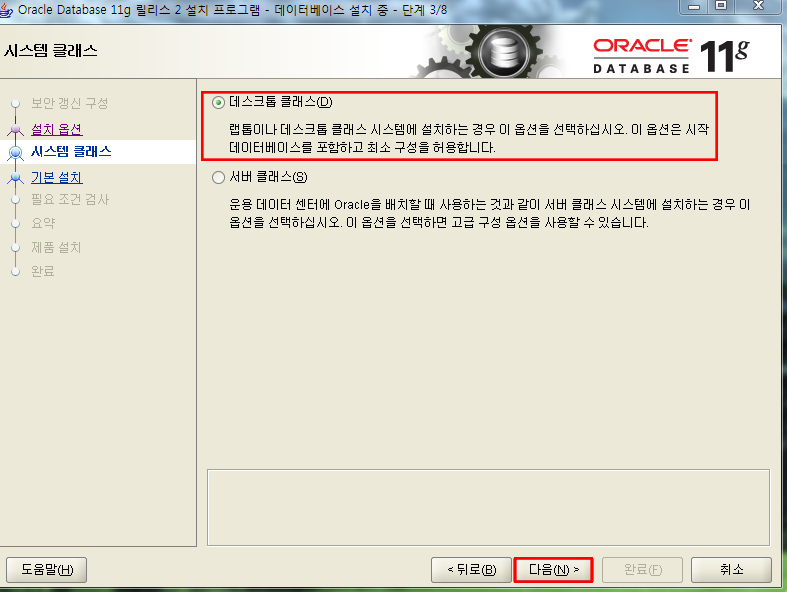 Oracle Database 11g 릴리스 2 설치 프로그램 - 데이터베이스 설치 중 - 단계 3/8
시스템 클래스
ORACLE
DATABASE 11g
보안 갱신 구성
설치 옵션
시스템 클래스
기본 설치
필요 조건 검사
요약
제품 설치
완료
데스크톱 클래스(D)
랩톱이나 데스크톱 클래스 시스템에 설치하는 경우 이 옵션을 선택하십시오. 이 옵션은 시작
데이터베이스를 포함하고 최소 구성을 허용합니다.
서버 클래스(S)
운용 데이터 센터에 Oracle을 배치할 때 사용하는 것과 같이 서버 클래스 시스템에 설치하는 경우 이
옵션을 선택하십시오. 이 옵션을 선택하면 고급 구성 옵션을 사용할 수 있습니다.
도움말(H)
< 뒤로(B)
다음(N) >
완료(F)
취소